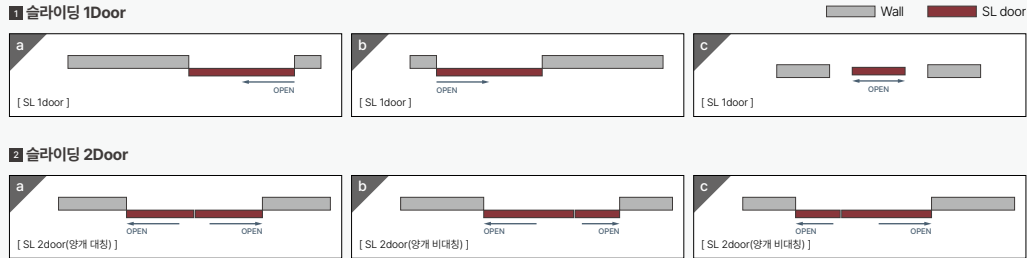 1 슬라이딩 1Door
Wall SL door
a
OPEN
[ SL 1door ]
b
OPEN
[ SL 1door ]
c
OPEN
[ SL 1door ]
2 슬라이딩 2Door
a
OPEN OPEN
[ SL 2door(양개 대칭) ]
b
OPEN OPEN
[ SL 2door(양개 비대칭) ]
c
OPEN OPEN
[ SL 2door(양개 비대칭) ]